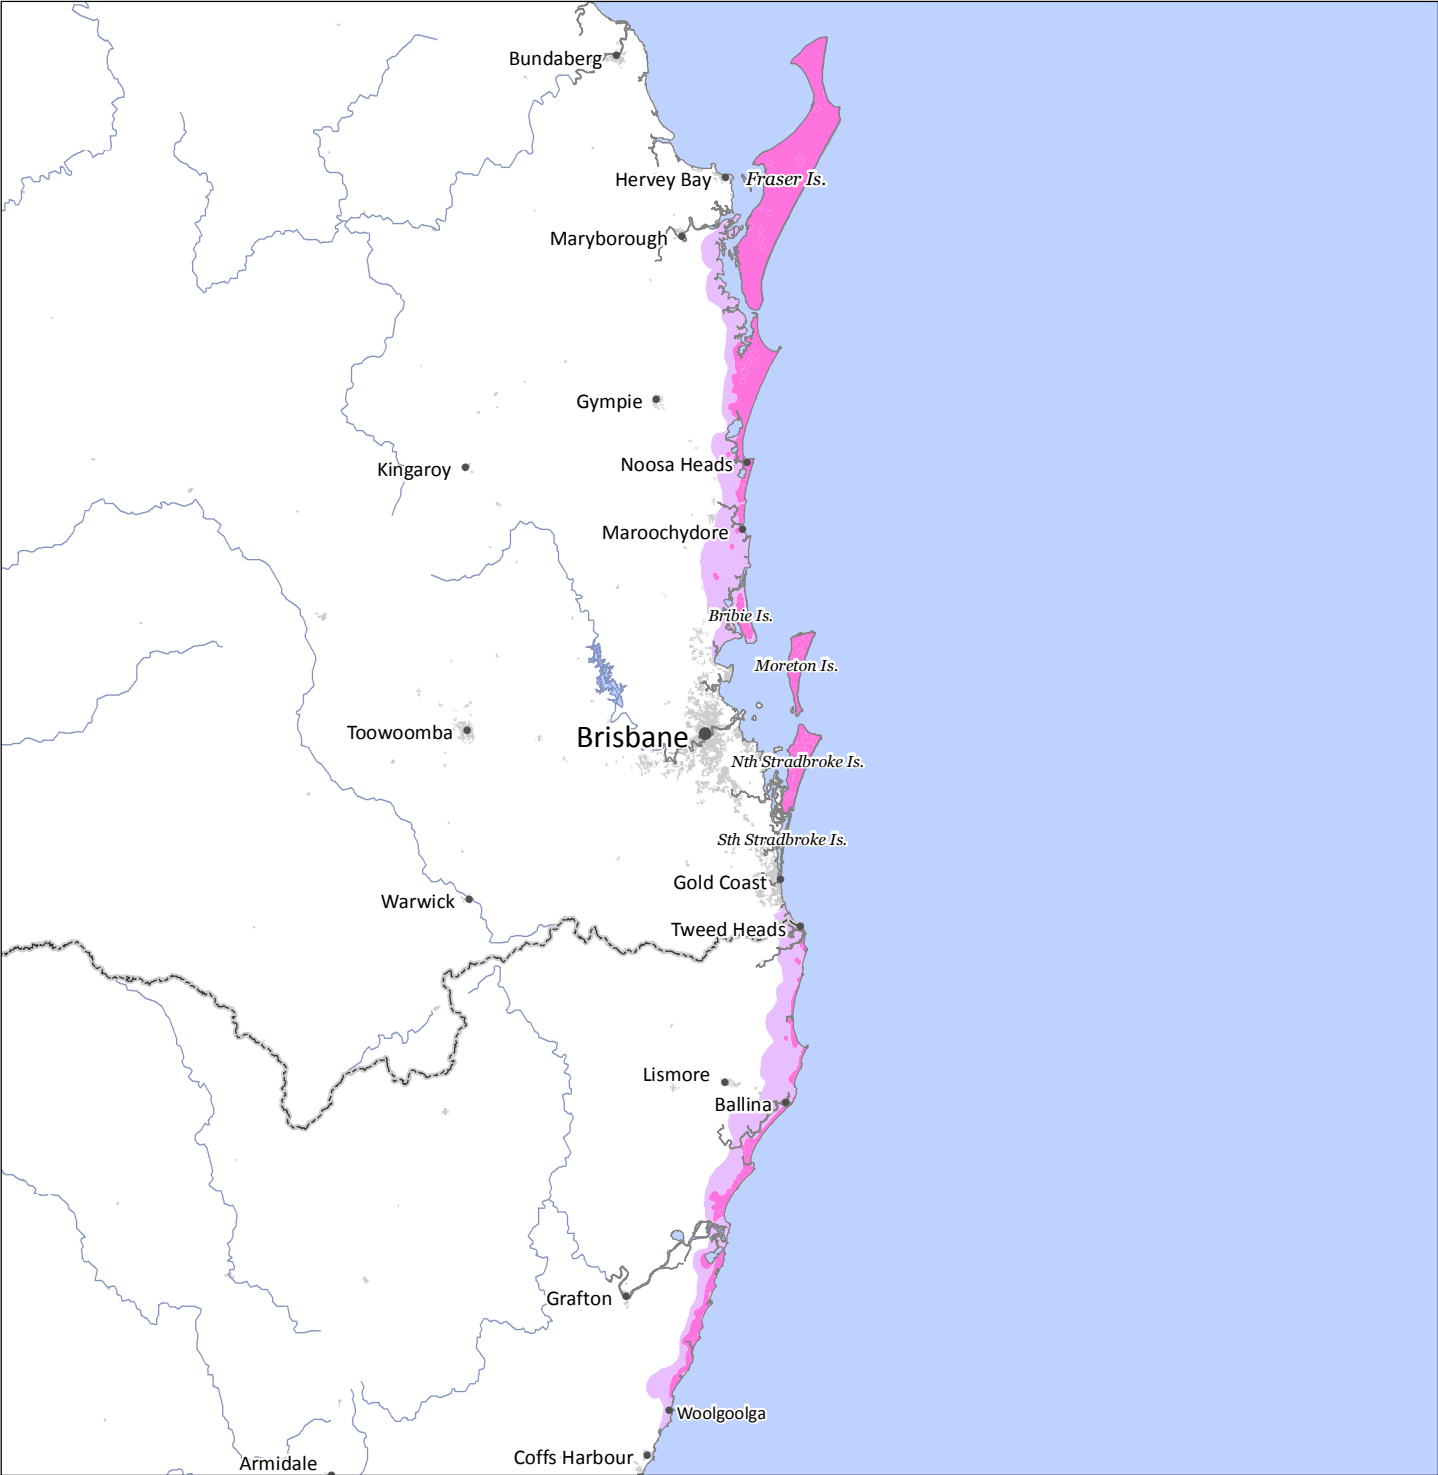 Bundaberg
Hervey Bay
Fraser Is.
Maryborough
Gympie
Noosa Heads
Kingaroy
Maroochydore
Bribie Is.
Moreton Is.
Toowoomba
Brisbane
Nth Stradbroke Is.
Sth Stradbroke Is.
Gold Coast
Warwick
Tweed Heads
Lismore
Ballina
Grafton
Woolgoolga
Coffs Harbour
Armidale